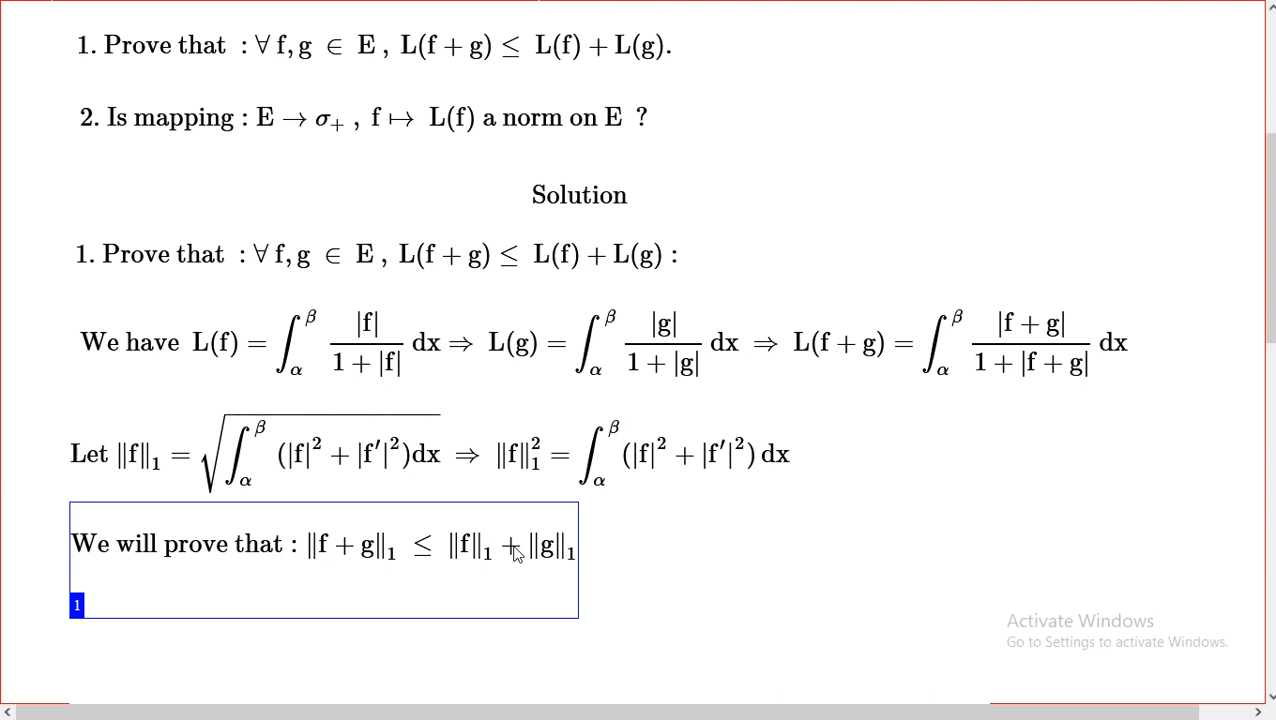 1. Prove that : ∀ f, g ∈ E , L(f + g) ≤ L(f) + L(g).
2. Is mapping : E → σ₊ , f ↦ L(f) a norm on E ?
Solution
1. Prove that : ∀ f, g ∈ E , L(f + g) ≤ L(f) + L(g) :
We have L(f) = ∫_α^β |f| / (1 + |f|) dx ⇒ L(g) = ∫_α^β |g| / (1 + |g|) dx ⇒ L(f + g) = ∫_α^β |f + g| / (1 + |f + g|) dx
Let ‖f‖₁ = √(∫_α^β (|f|² + |f′|²)dx) ⇒ ‖f‖₁² = ∫_α^β (|f|² + |f′|²) dx
We will prove that : ‖f + g‖₁ ≤ ‖f‖₁ + ‖g‖₁
1
Activate Windows
Go to Settings to activate Windows.